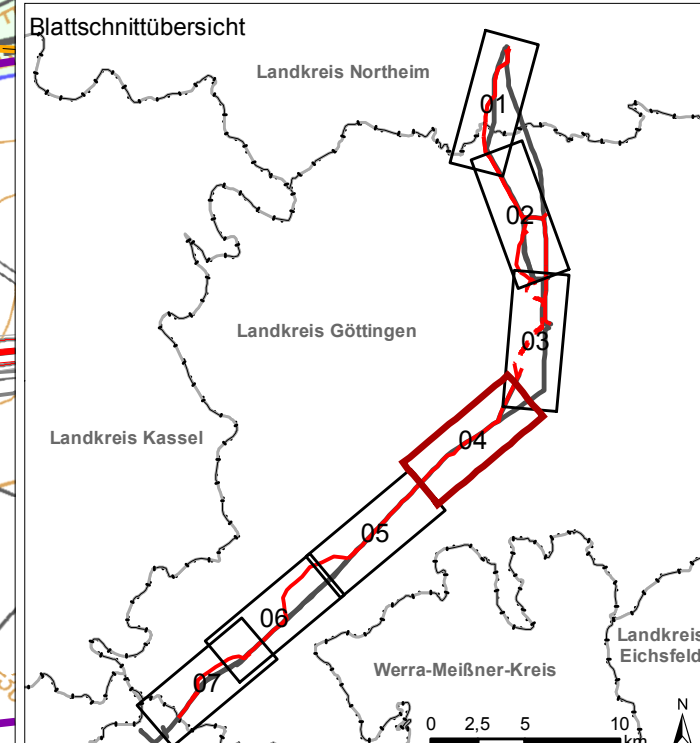 Blattschnittübersicht
Landkreis Northeim
01
02
Landkreis Göttingen
03
Landkreis Kassel
04
05
06
Landkreis
Eichsfeld
Werra-Meißner-Kreis
07
N
0 2,5 5 10
km